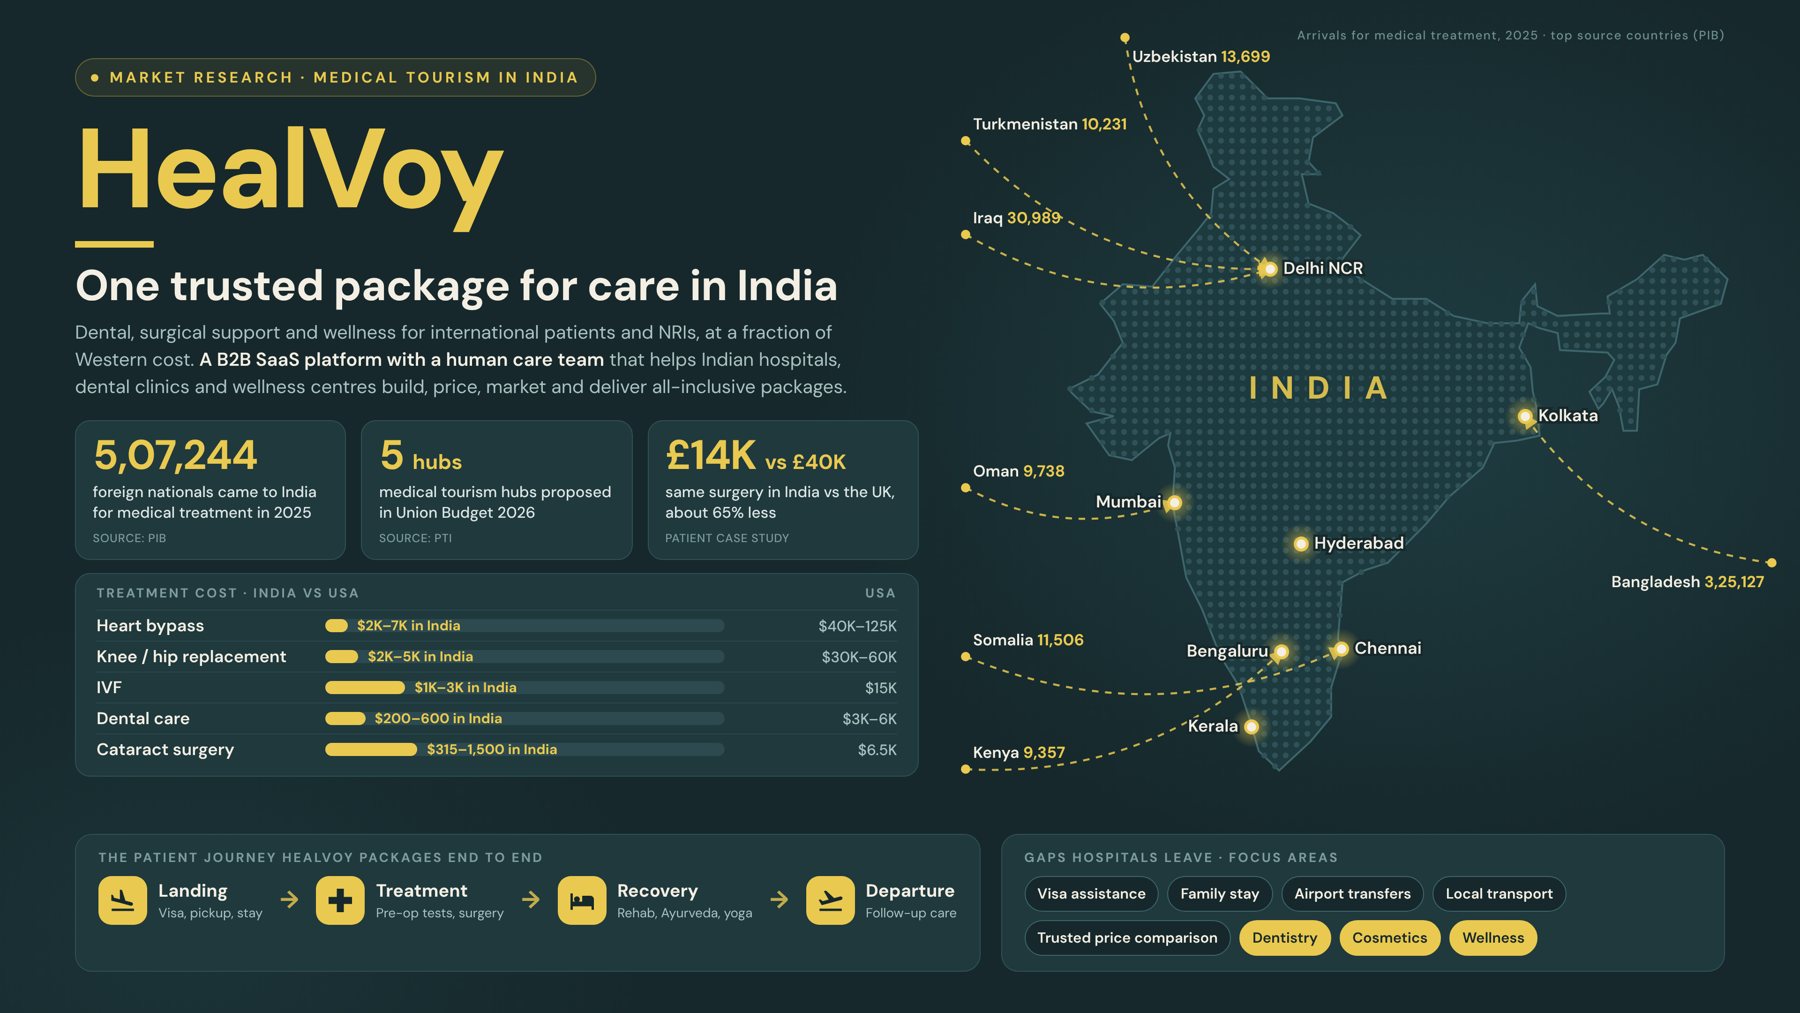 MARKET RESEARCH · MEDICAL TOURISM IN INDIA
HealVoy
One trusted package for care in India
Dental, surgical support and wellness for international patients and NRIs, at a fraction of
Western cost. A B2B SaaS platform with a human care team that helps Indian hospitals,
dental clinics and wellness centres build, price, market and deliver all-inclusive packages.
5,07,244
foreign nationals came to India
for medical treatment in 2025
SOURCE: PIB
5 hubs
medical tourism hubs proposed
in Union Budget 2026
SOURCE: PTI
£14K vs £40K
same surgery in India vs the UK,
about 65% less
PATIENT CASE STUDY
TREATMENT COST · INDIA VS USA USA
Heart bypass $2K–7K in India $40K–125K
Knee / hip replacement $2K–5K in India $30K–60K
IVF $1K–3K in India $15K
Dental care $200–600 in India $3K–6K
Cataract surgery $315–1,500 in India $6.5K
Arrivals for medical treatment, 2025 · top source countries (PIB)
Uzbekistan 13,699
Turkmenistan 10,231
Iraq 30,989
Delhi NCR
INDIA
Kolkata
Oman 9,738
Mumbai
Hyderabad
Bangladesh 3,25,127
Somalia 11,506
Bengaluru
Chennai
Kerala
Kenya 9,357
THE PATIENT JOURNEY HEALVOY PACKAGES END TO END
Landing
Visa, pickup, stay
Treatment
Pre-op tests, surgery
Recovery
Rehab, Ayurveda, yoga
Departure
Follow-up care
GAPS HOSPITALS LEAVE · FOCUS AREAS
Visa assistance
Family stay
Airport transfers
Local transport
Trusted price comparison
Dentistry
Cosmetics
Wellness